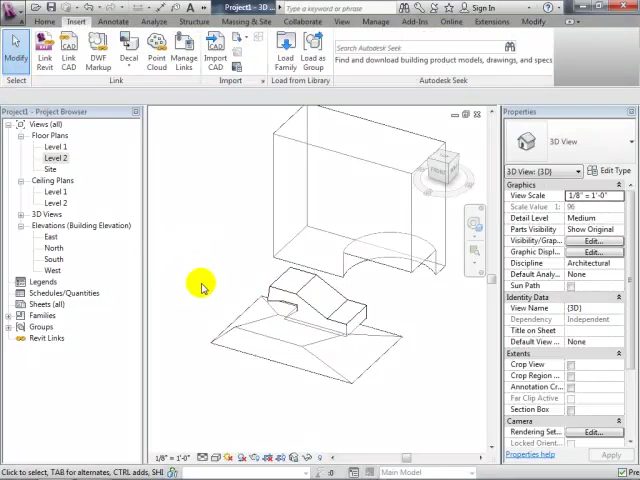 Project1 - 3D ...
Type a keyword or phrase
Sign In
Home Insert Annotate Analyze Structure Massing & Site Collaborate View Manage Online Extensions Modify
Modify
Link Revit
Link CAD
DWF Markup
Decal
Point Cloud
Manage Links
Import CAD
Load Family
Load as Group
Search Autodesk Seek
Find and download building product models, drawings, and specs
Select Link Import Load from Library Autodesk Seek
Project1 - Project Browser
Views (all)
Floor Plans
Level 1
Level 2
Site
Ceiling Plans
Level 1
Level 2
3D Views
Elevations (Building Elevation)
East
North
South
West
Legends
Schedules/Quantities
Sheets (all)
Families
Groups
Revit Links
FRONT
1/8" = 1'-0"
Properties
3D View
3D View: {3D} Edit Type
Graphics
View Scale 1/8" = 1'-0"
Scale Value 1: 96
Detail Level Medium
Parts Visibility Show Original
Visibility/Grap... Edit...
Graphic Displ... Edit...
Discipline Architectural
Default Analy... None
Sun Path
Identity Data
View Name {3D}
Dependency Independent
Title on Sheet
Default View ... None
Extents
Crop View
Crop Region ...
Annotation Cr...
Far Clip Active
Section Box
Camera
Rendering Set... Edit...
Locked Orient...
Properties help Apply
Click to select, TAB for alternates, CTRL adds, SHI :0 Main Model Pre